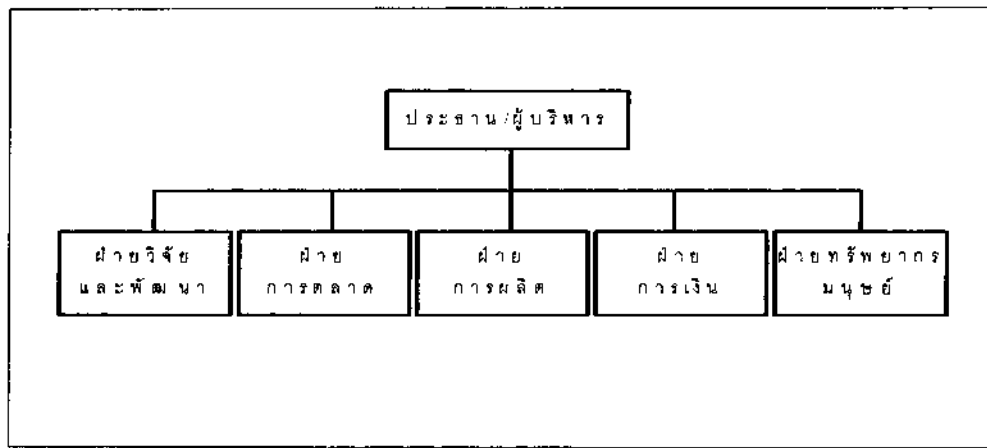 ประธาน/ผู้บริหาร
ฝ่ายวิจัย
และพัฒนา
ฝ่าย
การตลาด
ฝ่าย
การผลิต
ฝ่าย
การเงิน
ฝ่ายทรัพยากร
มนุษย์